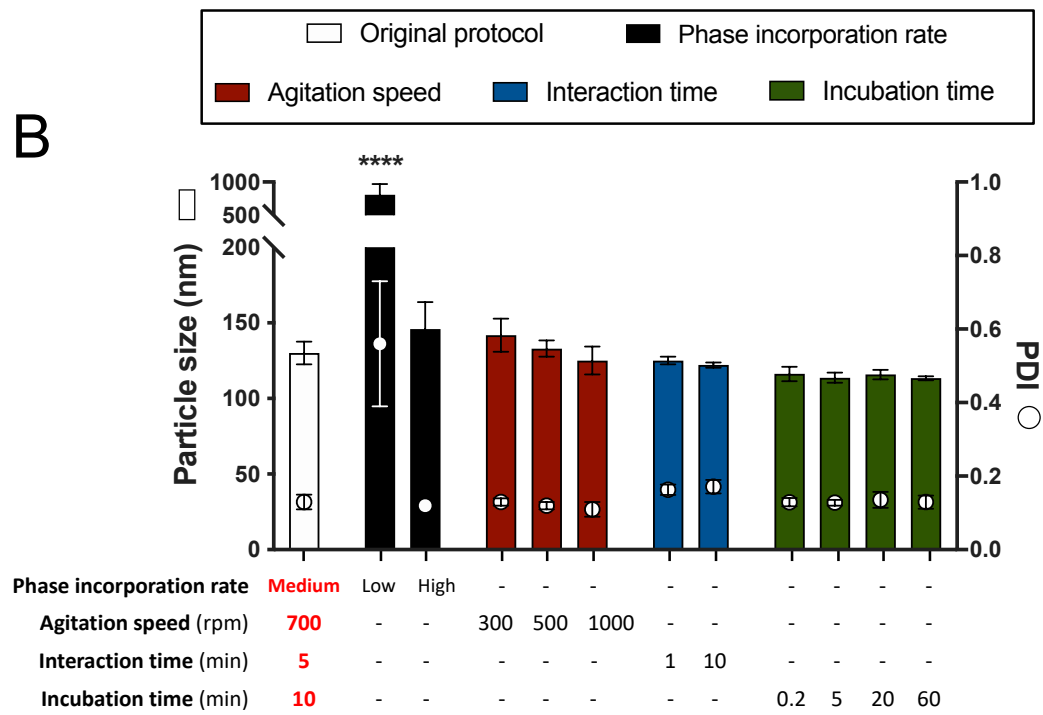 Original protocol Phase incorporation rate
Agitation speed Interaction time Incubation time
B
****
Particle size (nm)
1000
500
200
150
100
50
0
1.0
0.8
0.6
0.4
0.2
0.0
PDI
Phase incorporation rate Medium Low High - - - - - - - - -
Agitation speed (rpm) 700 - - 300 500 1000 - - - - - -
Interaction time (min) 5 - - - - - 1 10 - - - -
Incubation time (min) 10 - - - - - - - 0.2 5 20 60